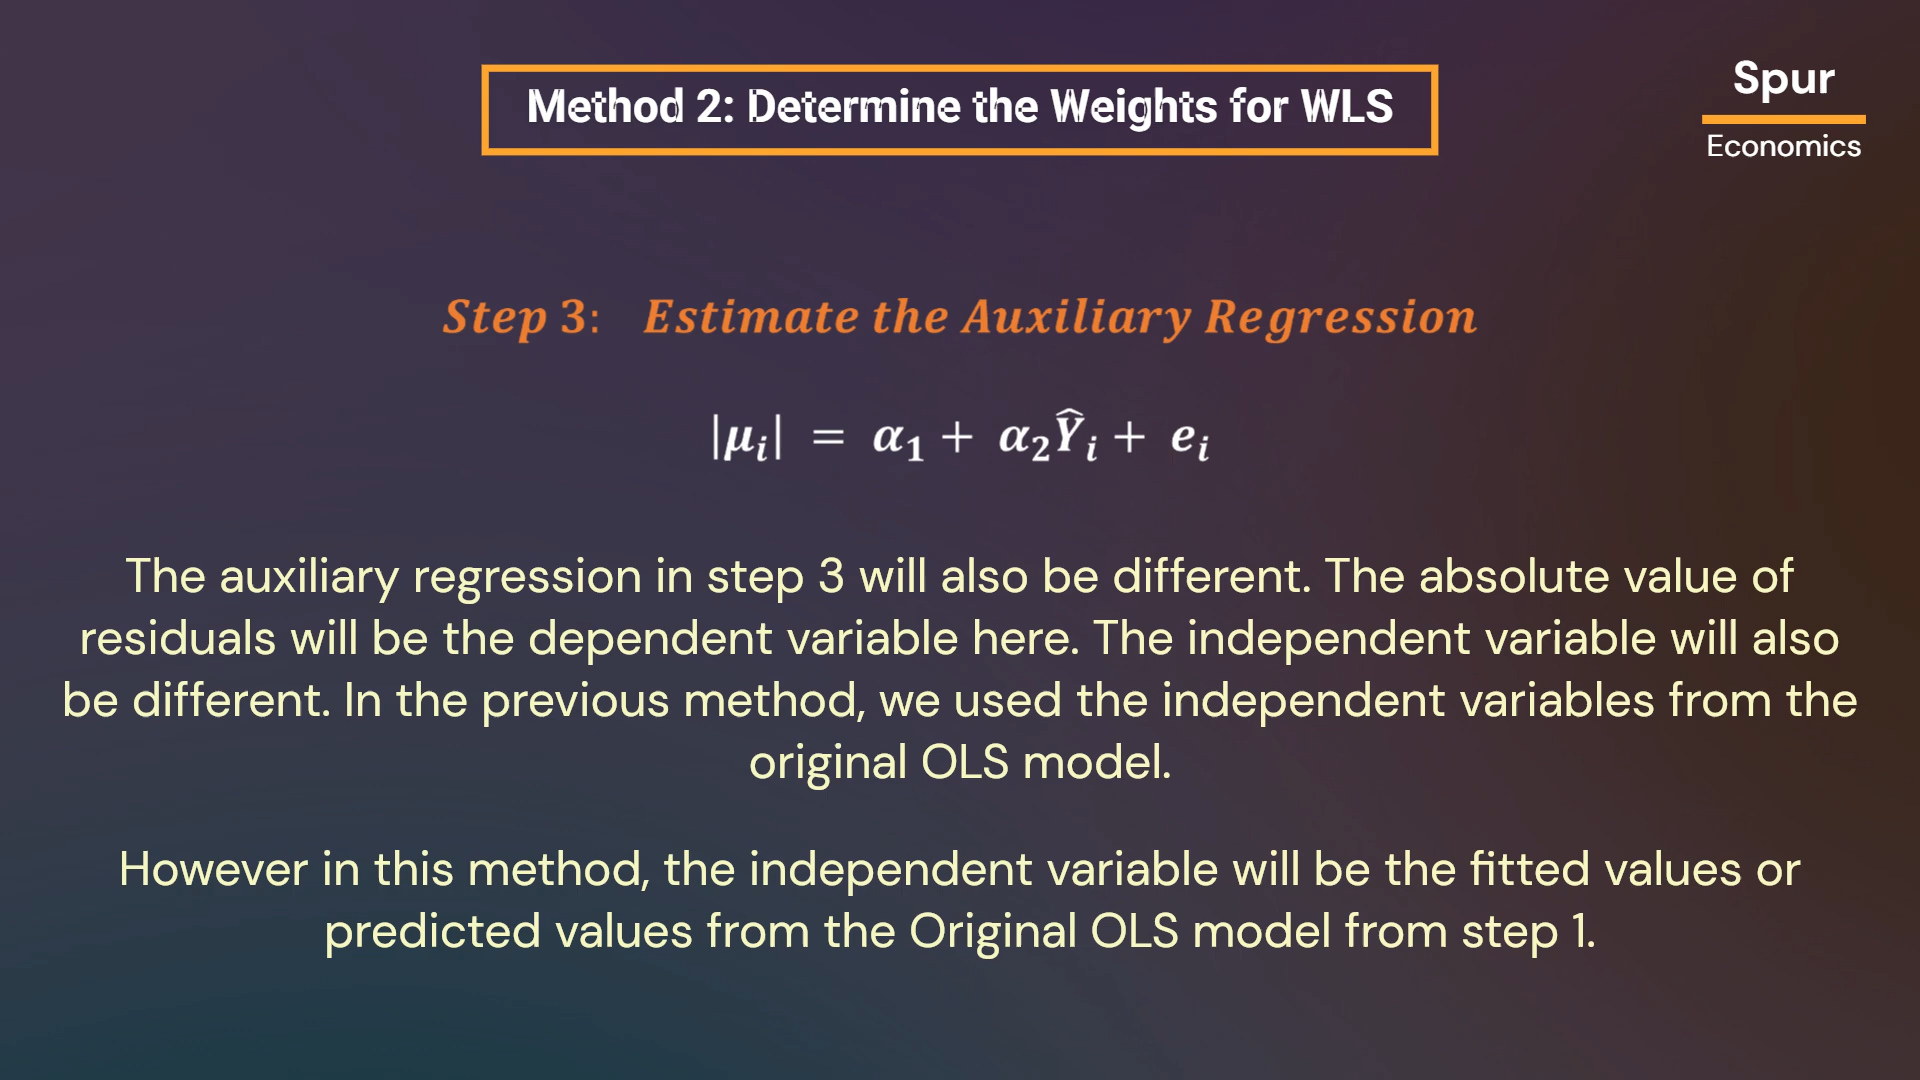 Method 2: Determine the Weights for WLS
Spur
Economics
Step 3: Estimate the Auxiliary Regression
|μᵢ| = α₁ + α₂Ŷᵢ + eᵢ
The auxiliary regression in step 3 will also be different. The absolute value of
residuals will be the dependent variable here. The independent variable will also
be different. In the previous method, we used the independent variables from the
original OLS model.
However in this method, the independent variable will be the fitted values or
predicted values from the Original OLS model from step 1.